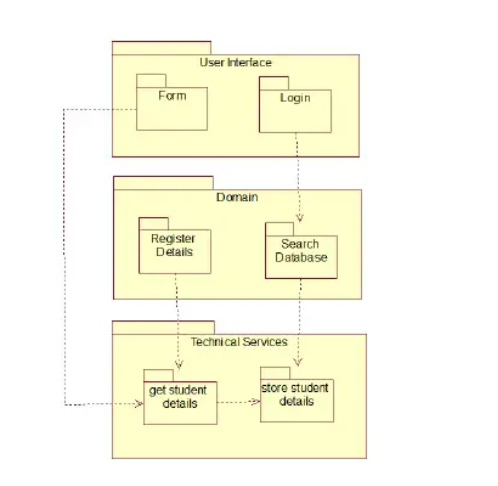 User Interface
Form
Login
Domain
Register
Details
Search
Database
Technical Services
get student
details
store student
details